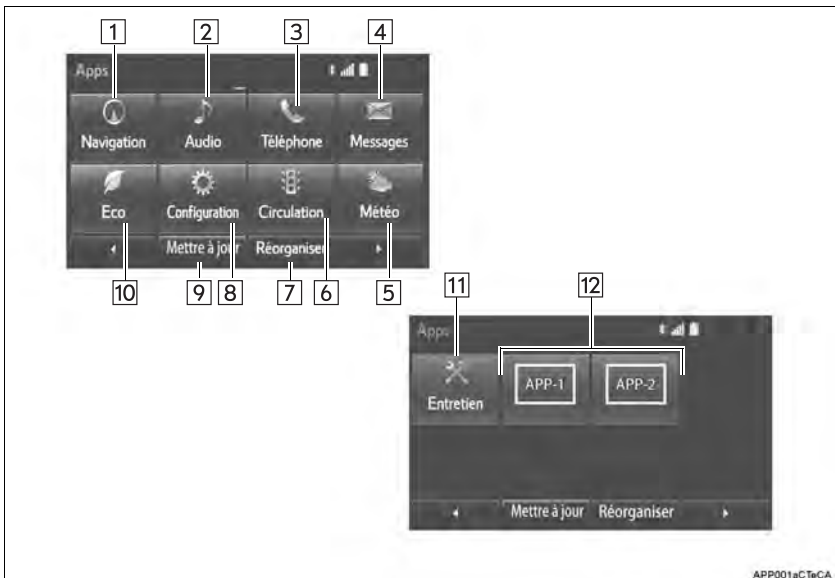 1 2 3 4
Apps
Navigation Audio Téléphone Messages
Eco Configuration Circulation Météo
Mettre à jour Réorganiser
10 9 8 7 6 5
11 12
Apps
Entretien APP-1 APP-2
Mettre à jour Réorganiser
APP001aCTeCA